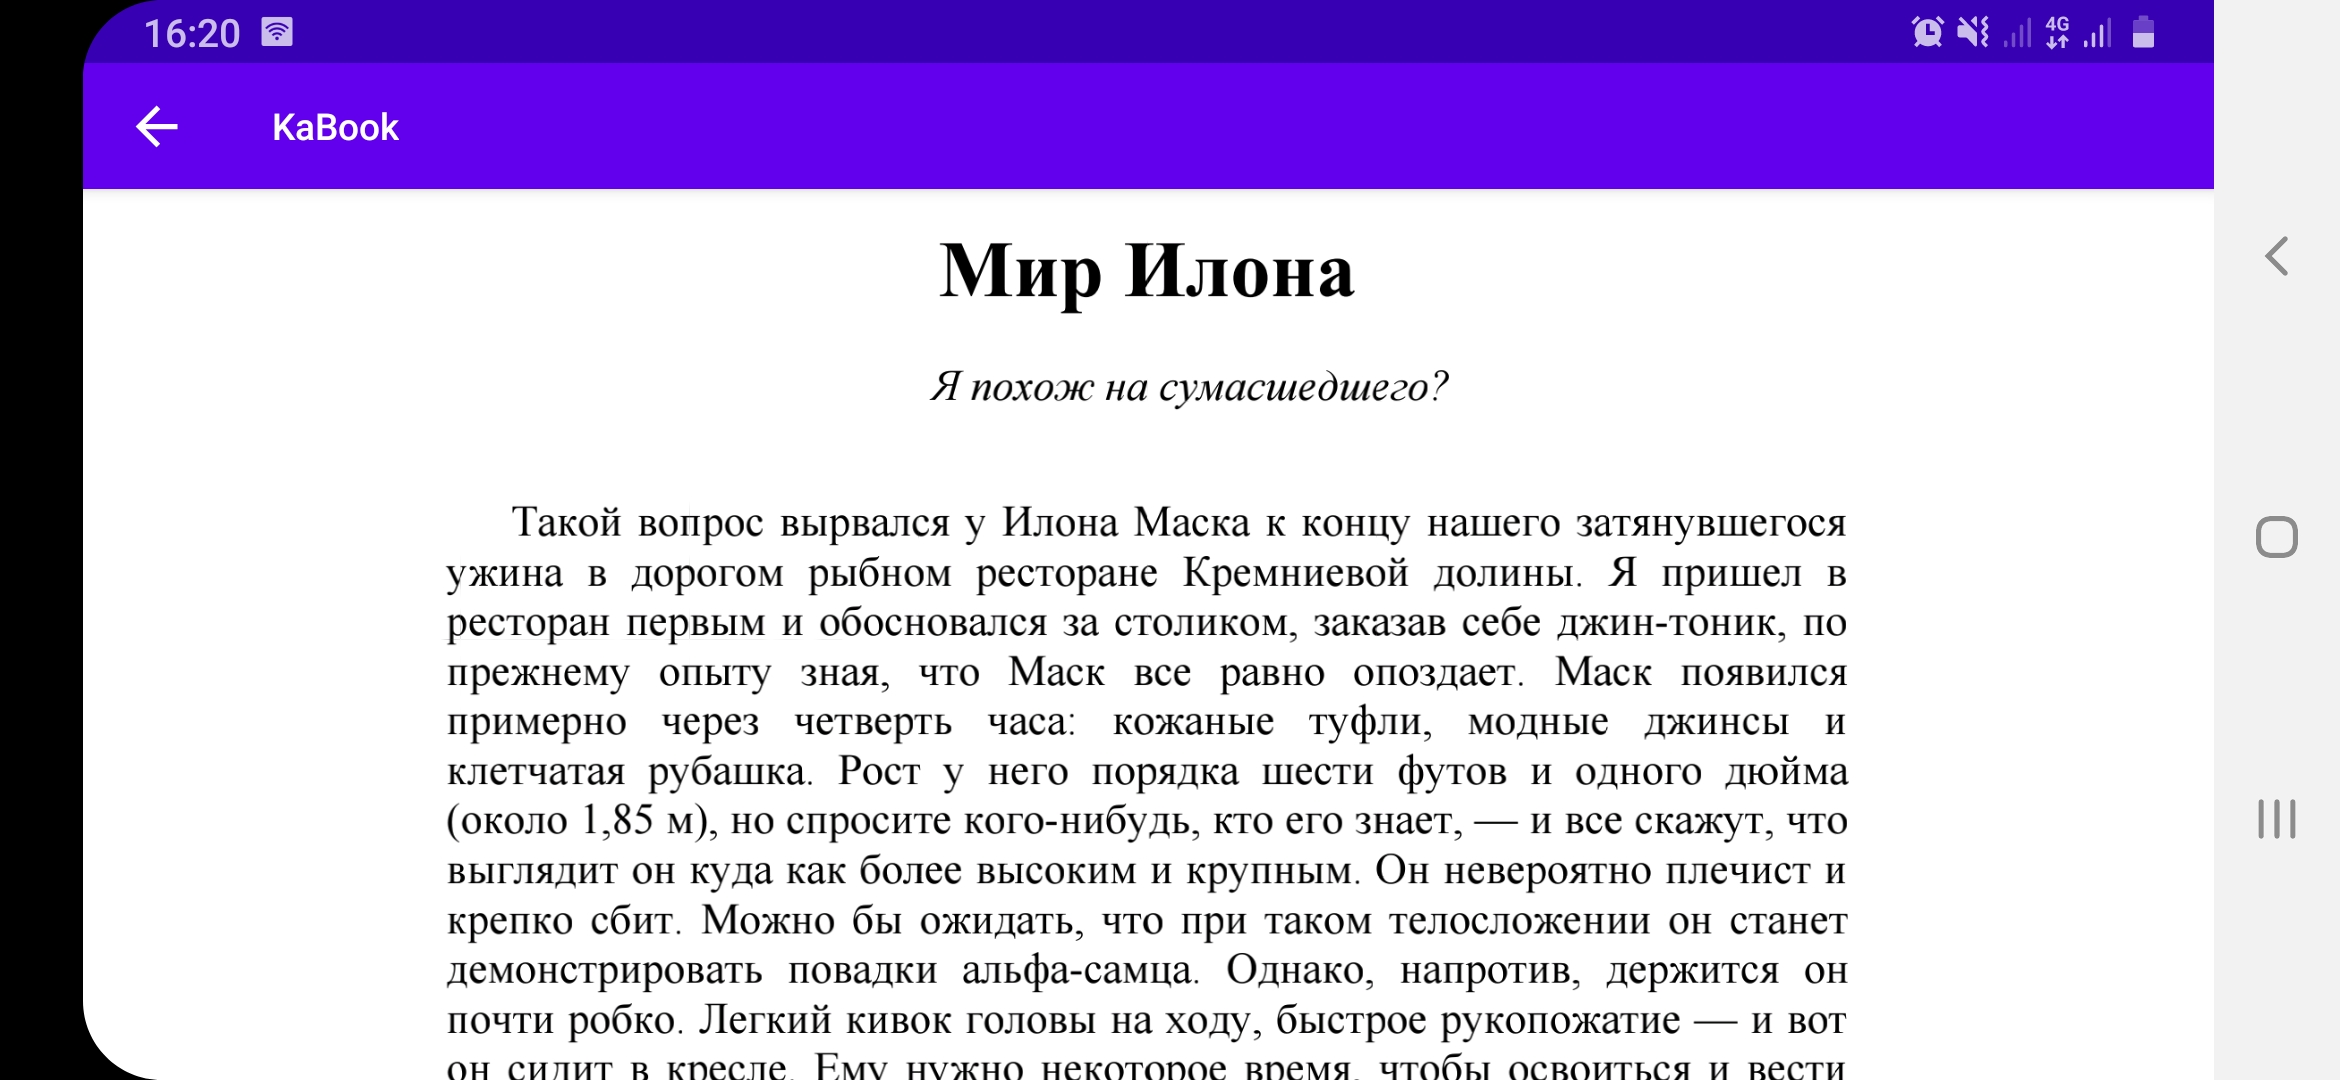 16:20
4G
KaBook
Мир Илона
Я похож на сумасшедшего?
Такой вопрос вырвался у Илона Маска к концу нашего затянувшегося
ужина в дорогом рыбном ресторане Кремниевой долины. Я пришел в
ресторан первым и обосновался за столиком, заказав себе джин-тоник, по
прежнему опыту зная, что Маск все равно опоздает. Маск появился
примерно через четверть часа: кожаные туфли, модные джинсы и
клетчатая рубашка. Рост у него порядка шести футов и одного дюйма
(около 1,85 м), но спросите кого-нибудь, кто его знает, — и все скажут, что
выглядит он куда как более высоким и крупным. Он невероятно плечист и
крепко сбит. Можно бы ожидать, что при таком телосложении он станет
демонстрировать повадки альфа-самца. Однако, напротив, держится он
почти робко. Легкий кивок головы на ходу, быстрое рукопожатие — и вот
он сидит в кресле. Ему нужно некоторое время, чтобы освоиться и вести